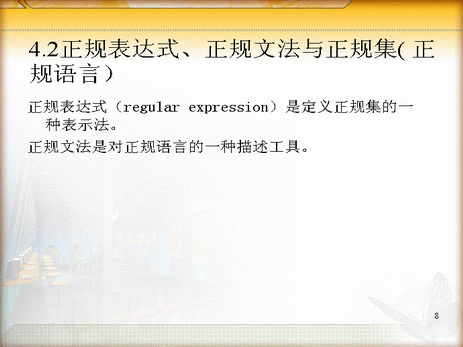 4.2正规表达式、正规文法与正规集( 正
规语言）
正规表达式（regular expression）是定义正规集的一
种表示法。
正规文法是对正规语言的一种描述工具。
8